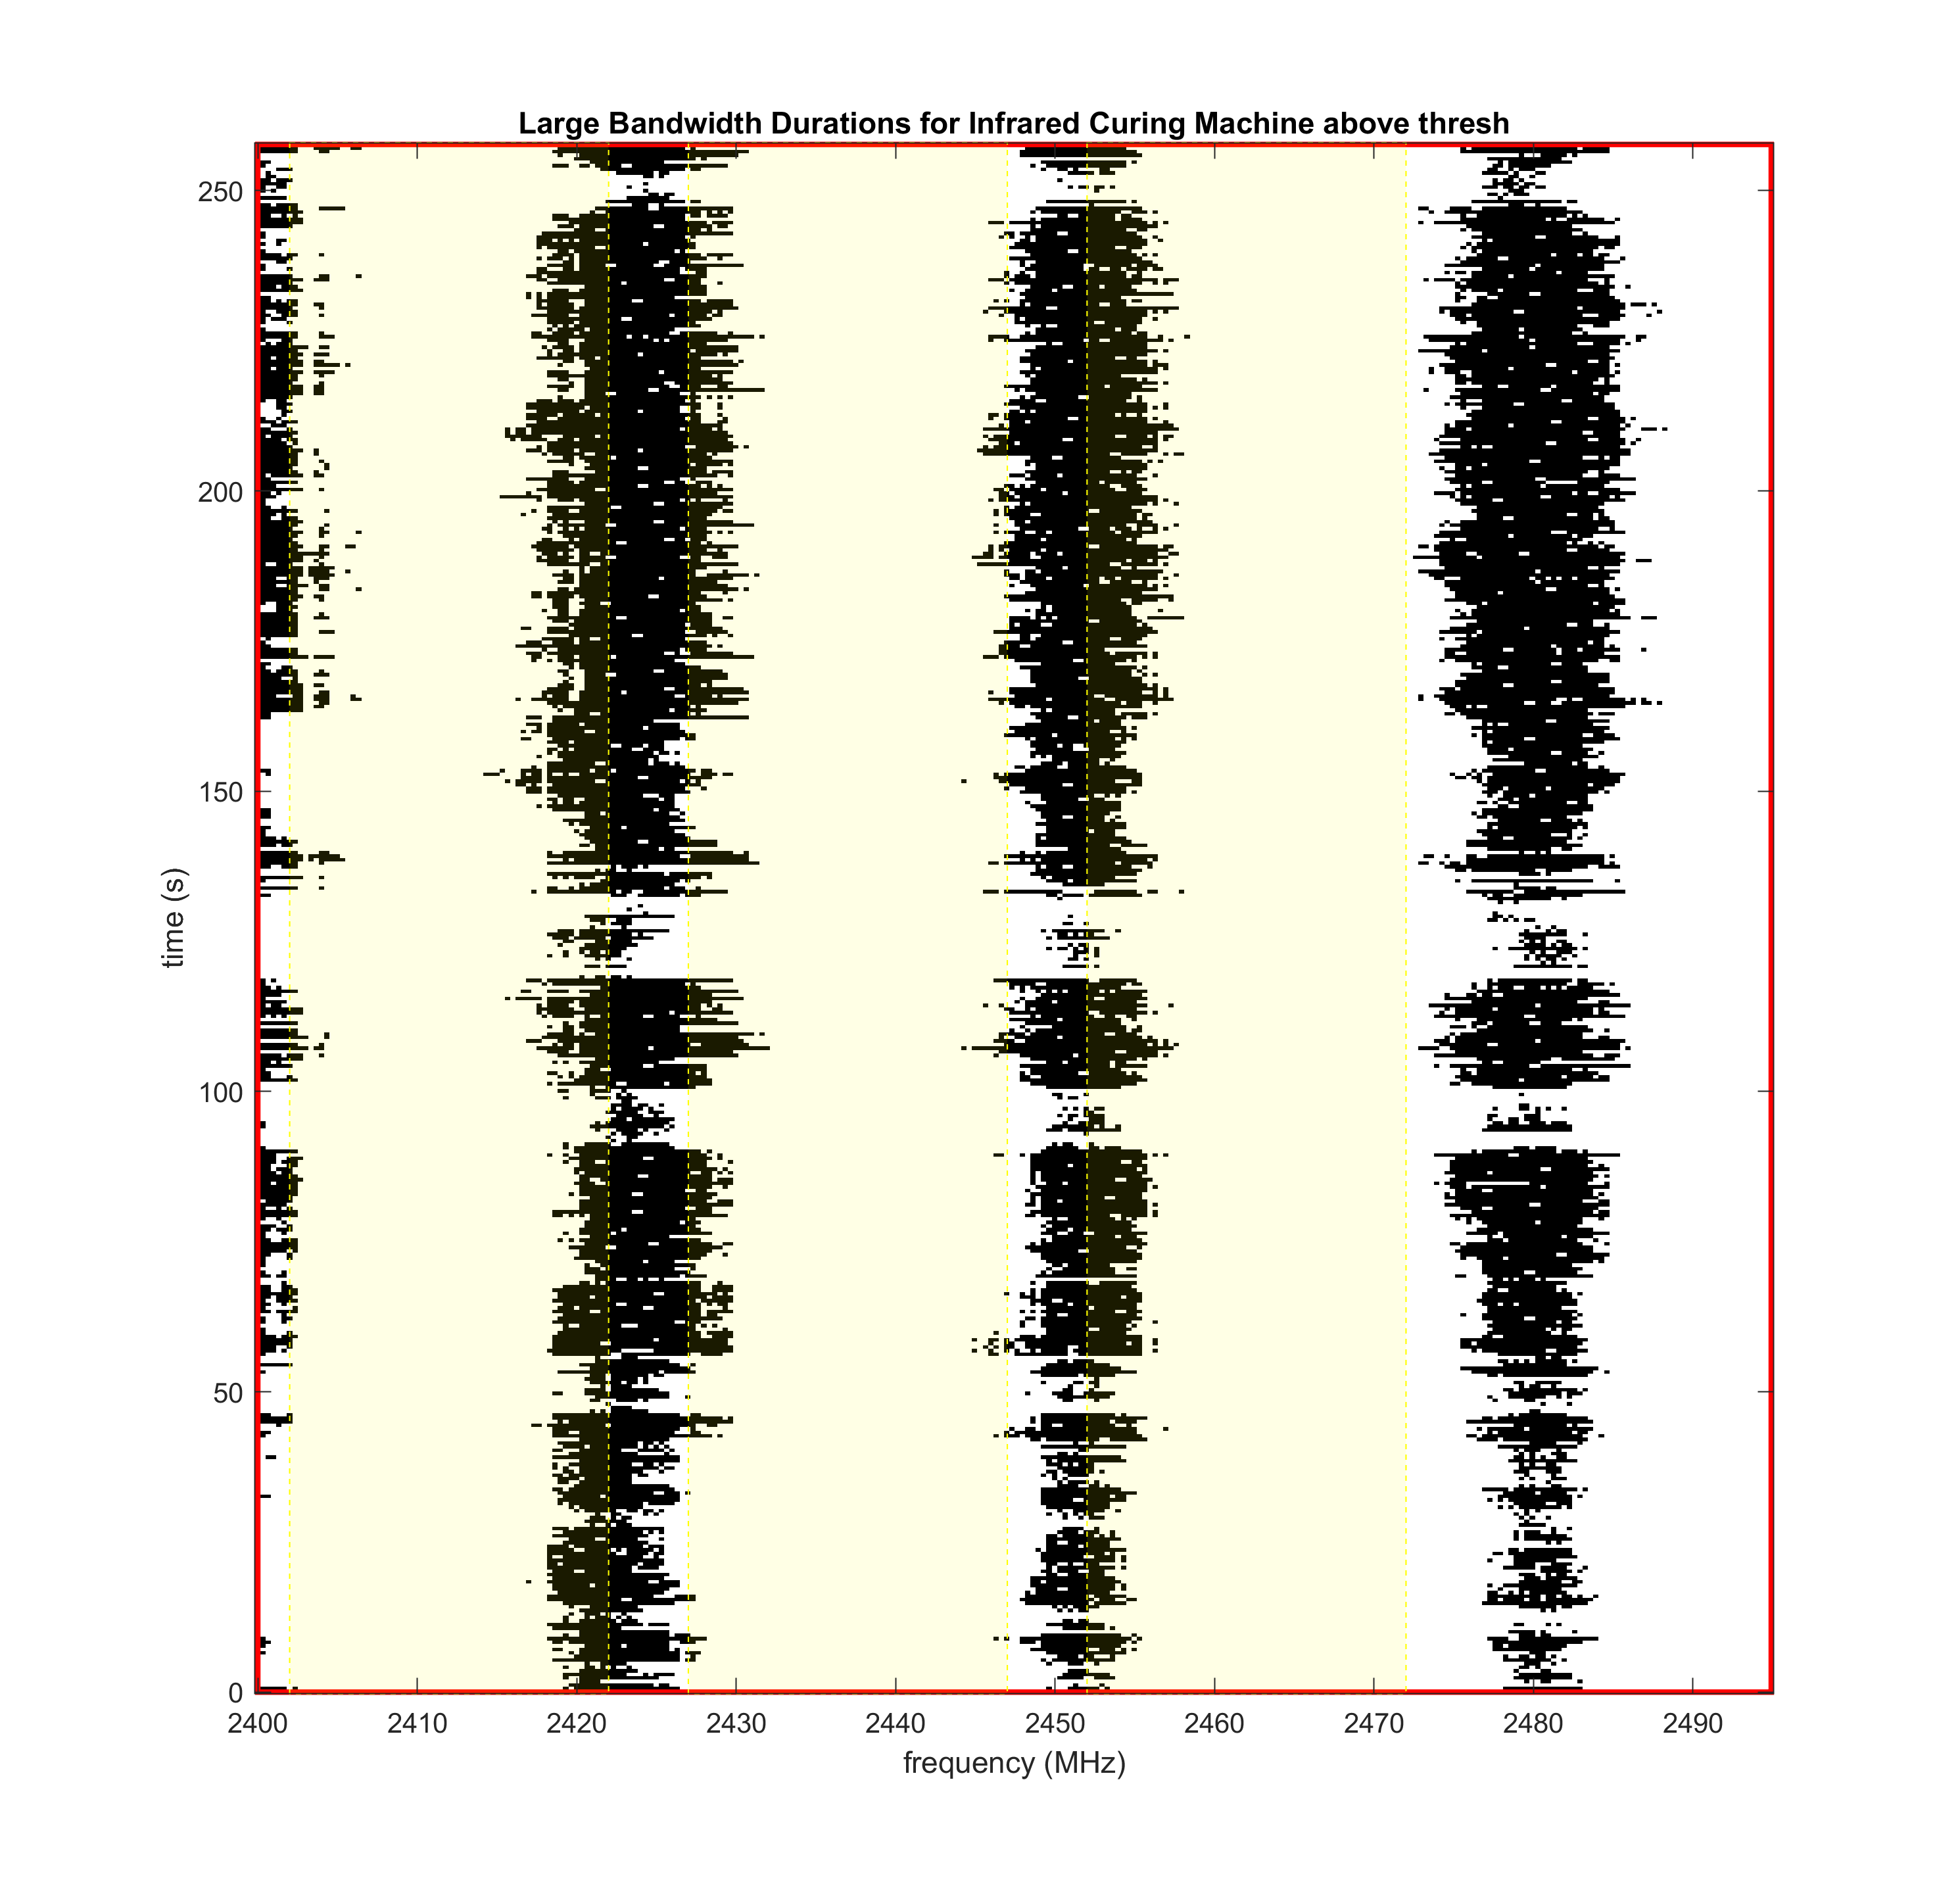 Large Bandwidth Durations for Infrared Curing Machine above thresh
250
200
150
100
50
0
time (s)
2400 2410 2420 2430 2440 2450 2460 2470 2480 2490
frequency (MHz)